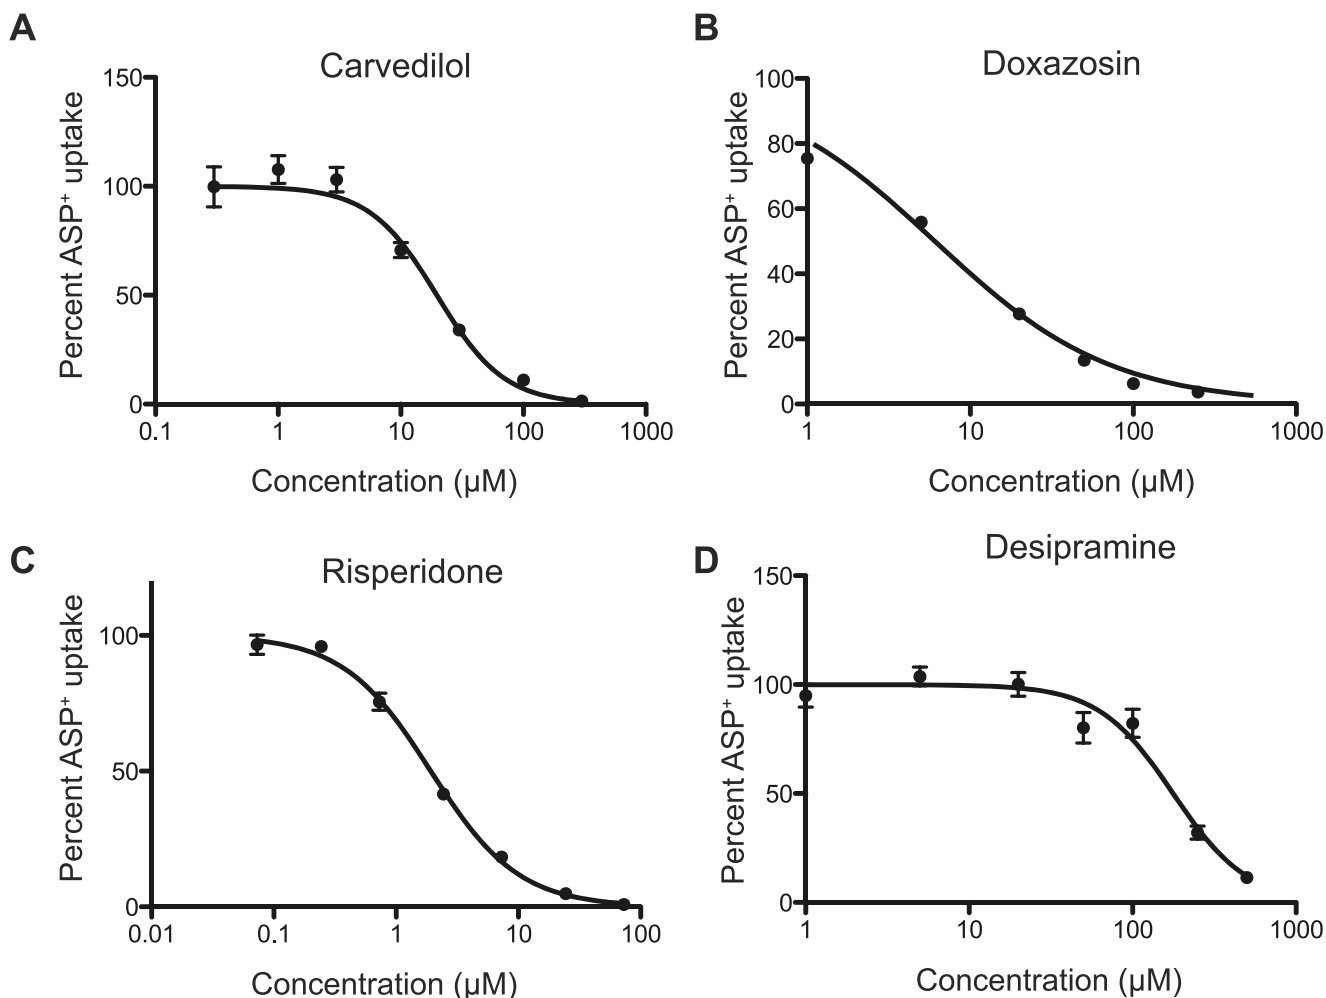 A
Carvedilol
Percent ASP⁺ uptake
150
100
50
0
0.1 1 10 100 1000
Concentration (µM)
B
Doxazosin
Percent ASP⁺ uptake
100
80
60
40
20
0
1 10 100 1000
Concentration (µM)
C
Risperidone
Percent ASP⁺ uptake
100
50
0
0.01 0.1 1 10 100
Concentration (µM)
D
Desipramine
Percent ASP⁺ uptake
150
100
50
0
1 10 100 1000
Concentration (µM)